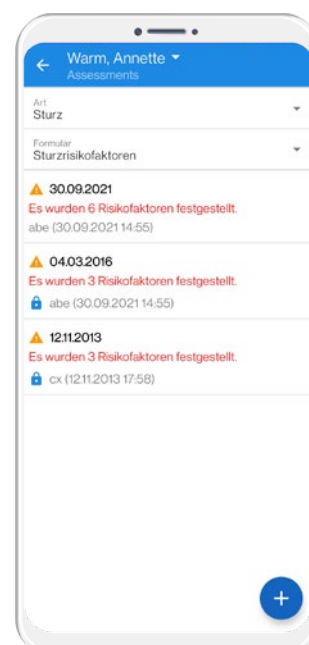 Warm, Annette
Assessments
Art
Sturz
Formular
Sturzrisikofaktoren
30.09.2021
Es wurden 6 Risikofaktoren festgestellt.
abe (30.09.2021 14:55)
04.03.2016
Es wurden 3 Risikofaktoren festgestellt.
abe (30.09.2021 14:55)
12.11.2013
Es wurden 3 Risikofaktoren festgestellt.
cx (12.11.2013 17:58)